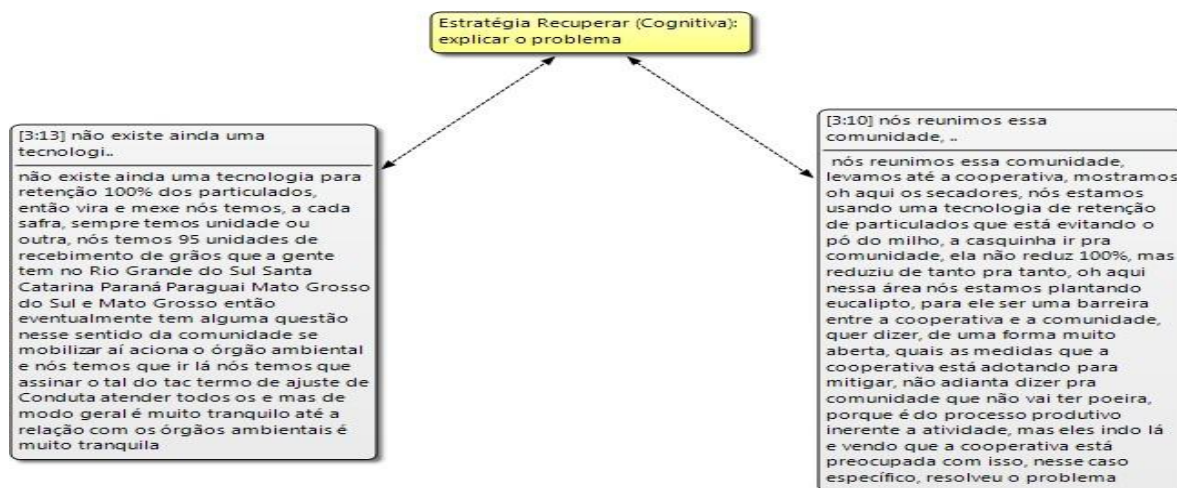 Estratégia Recuperar (Cognitiva):
explicar o problema
[3:13] não existe ainda uma
tecnologi..
não existe ainda uma tecnologia para
retenção 100% dos particulados,
então vira e mexe nós temos, a cada
safra, sempre temos unidade ou
outra, nós temos 95 unidades de
recebimento de grãos que a gente
tem no Rio Grande do Sul Santa
Catarina Paraná Paraguai Mato Grosso
do Sul e Mato Grosso então
eventualmente tem alguma questão
nesse sentido da comunidade se
mobilizar aí aciona o órgão ambiental
e nós temos que ir lá nós temos que
assinar o tal do tac termo de ajuste de
Conduta atender todos os e mas de
modo geral é muito tranquilo até a
relação com os órgãos ambientais é
muito tranquila
[3:10] nós reunimos essa
comunidade, ..
nós reunimos essa comunidade,
levamos até a cooperativa, mostramos
oh aqui os secadores, nós estamos
usando uma tecnologia de retenção
de particulados que está evitando o
pó do milho, a casquinha ir pra
comunidade, ela não reduz 100%, mas
reduziu de tanto pra tanto, oh aqui
nessa área nós estamos plantando
eucalipto, para ele ser uma barreira
entre a cooperativa e a comunidade,
quer dizer, de uma forma muito
aberta, quais as medidas que a
cooperativa está adotando para
mitigar, não adianta dizer pra
comunidade que não vai ter poeira,
porque é do processo produtivo
inerente a atividade, mas eles indo lá
e vendo que a cooperativa está
preocupada com isso, nesse caso
específico, resolveu o problema